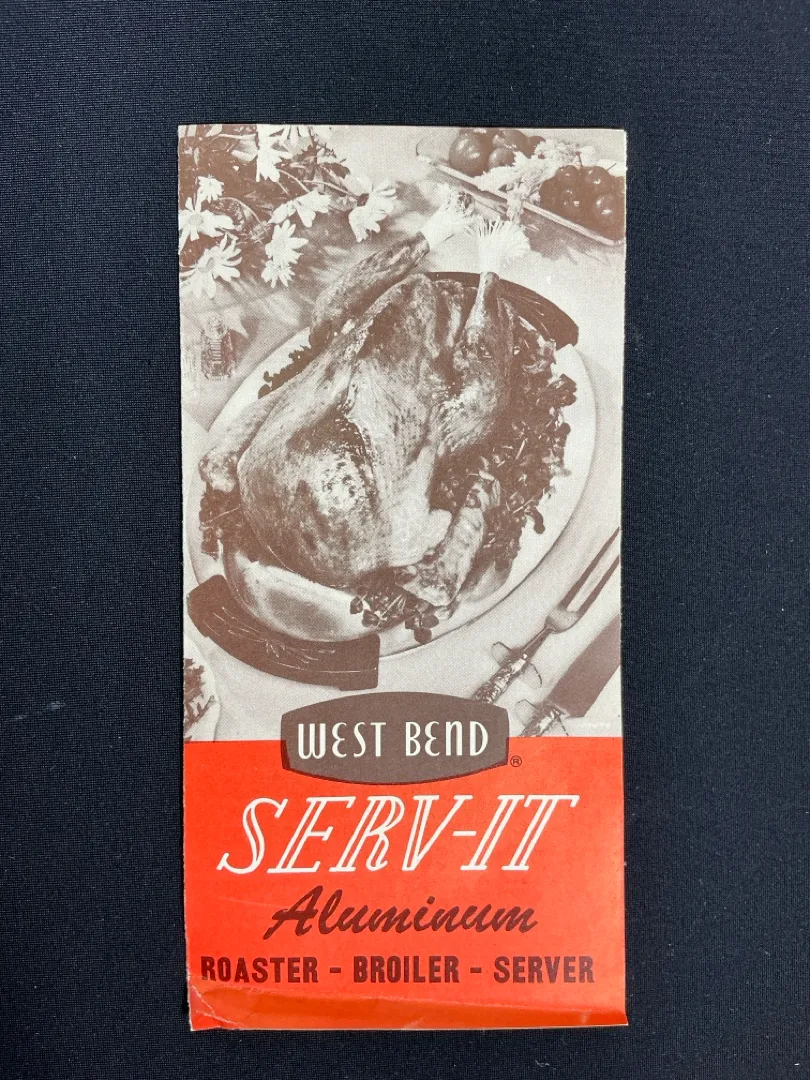 WEST BEND ®
SERV-IT
Aluminum
ROASTER - BROILER - SERVER